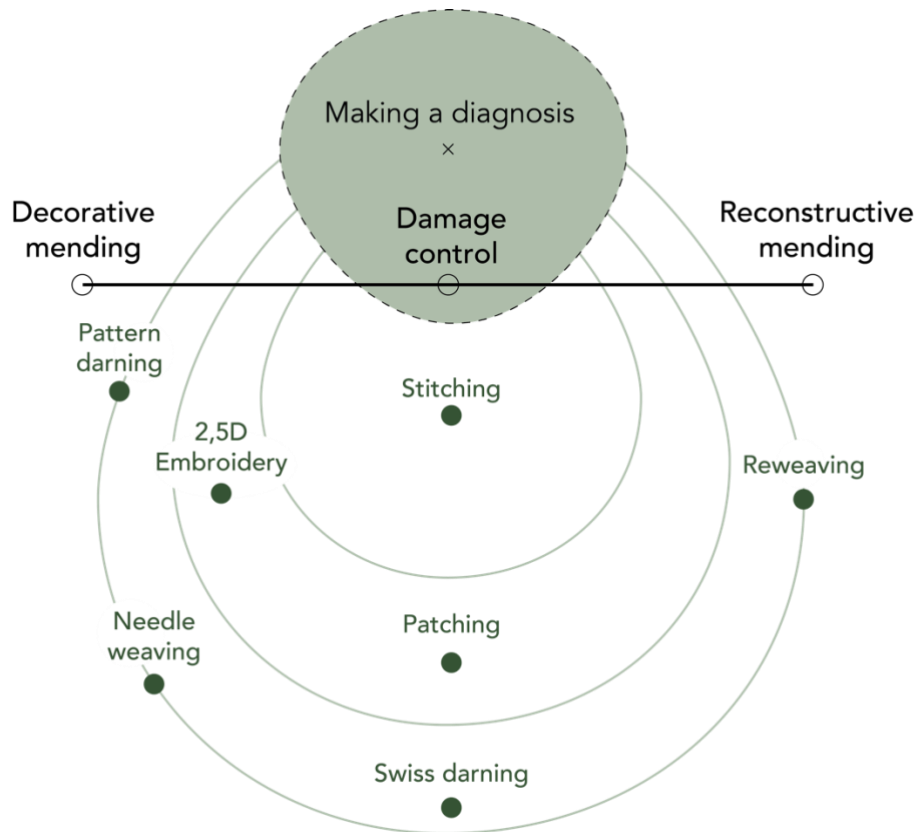 Making a diagnosis
×
Decorative
mending
Damage
control
Reconstructive
mending
Pattern
darning
Stitching
2,5D
Embroidery
Reweaving
Needle
weaving
Patching
Swiss darning